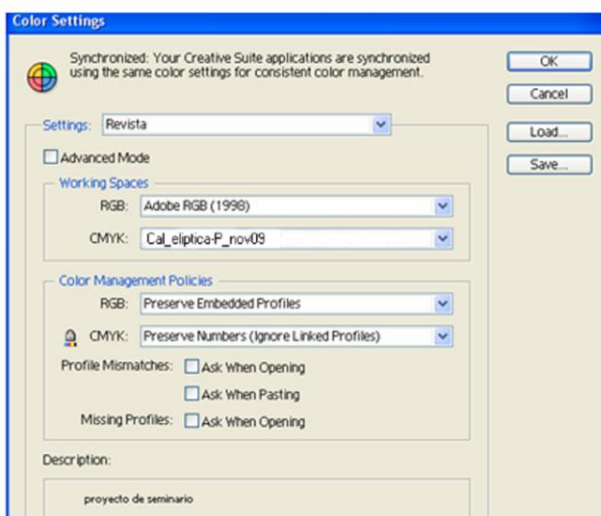 Color Settings
Synchronized: Your Creative Suite applications are synchronized
using the same color settings for consistent color management.
OK
Cancel
Load...
Save...
Settings: Revista
Advanced Mode
Working Spaces
RGB: Adobe RGB (1998)
CMYK: Cal_eliptica-P_nov09
Color Management Policies
RGB: Preserve Embedded Profiles
CMYK: Preserve Numbers (Ignore Linked Profiles)
Profile Mismatches: Ask When Opening
Ask When Pasting
Missing Profiles: Ask When Opening
Description:
proyecto de seminario